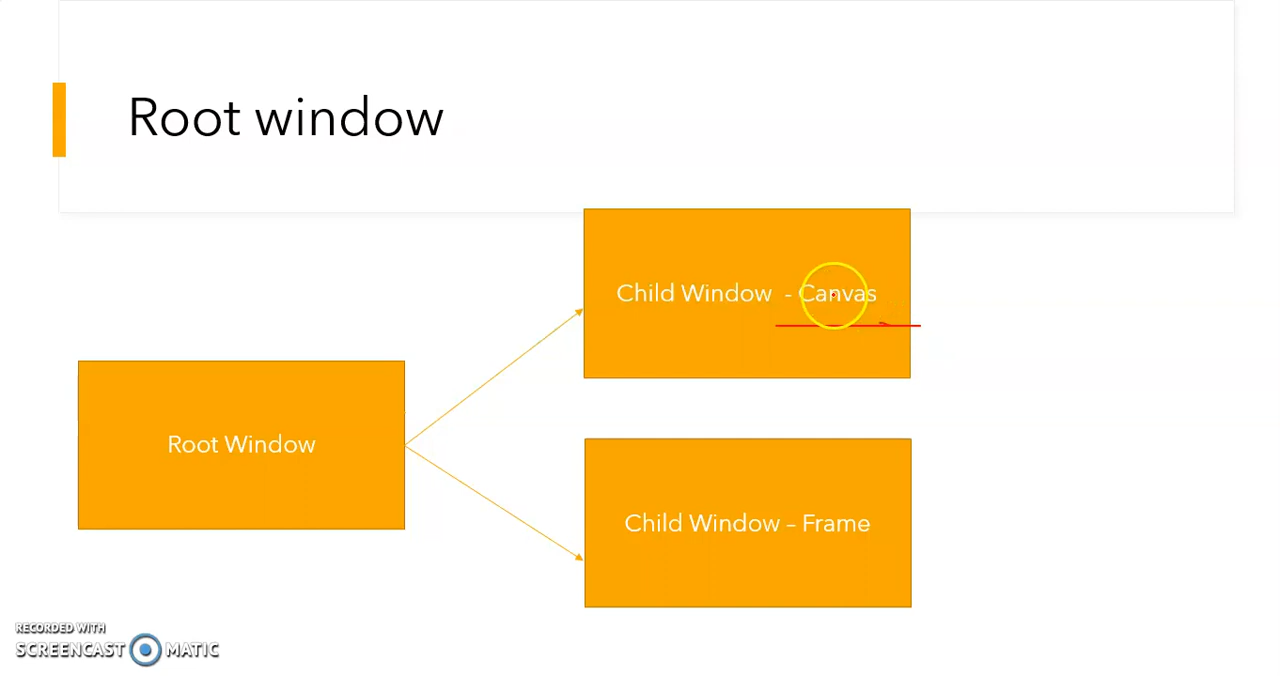 Root window
Child Window - Canvas
Root Window
Child Window – Frame
RECORDED WITH
SCREENCAST MATIC